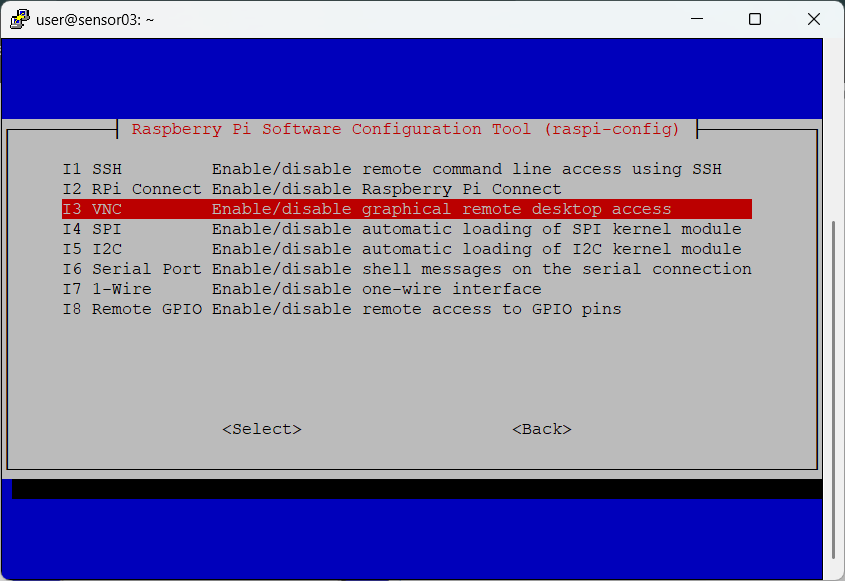 user@sensor03: ~
Raspberry Pi Software Configuration Tool (raspi-config)
I1 SSH Enable/disable remote command line access using SSH
I2 RPi Connect Enable/disable Raspberry Pi Connect
I3 VNC Enable/disable graphical remote desktop access
I4 SPI Enable/disable automatic loading of SPI kernel module
I5 I2C Enable/disable automatic loading of I2C kernel module
I6 Serial Port Enable/disable shell messages on the serial connection
I7 1-Wire Enable/disable one-wire interface
I8 Remote GPIO Enable/disable remote access to GPIO pins
<Select> <Back>